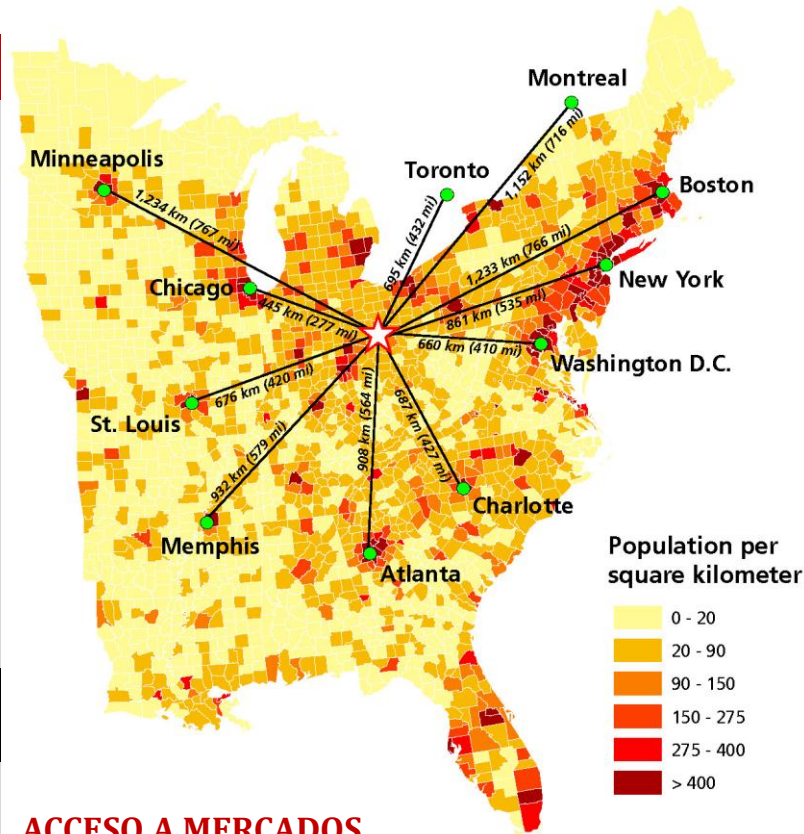 Montreal
Minneapolis
Toronto
1,152 km (716 mi)
Boston
1,234 km (767 mi)
695 km (432 mi)
1,233 km (766 mi)
New York
Chicago
445 km (277 mi)
861 km (535 mi)
660 km (410 mi)
Washington D.C.
676 km (420 mi)
St. Louis
908 km (564 mi)
687 km (427 mi)
932 km (579 mi)
Charlotte
Memphis
Atlanta
Population per
square kilometer
0 - 20
20 - 90
90 - 150
150 - 275
275 - 400
> 400
ACCESO A MERCADOS